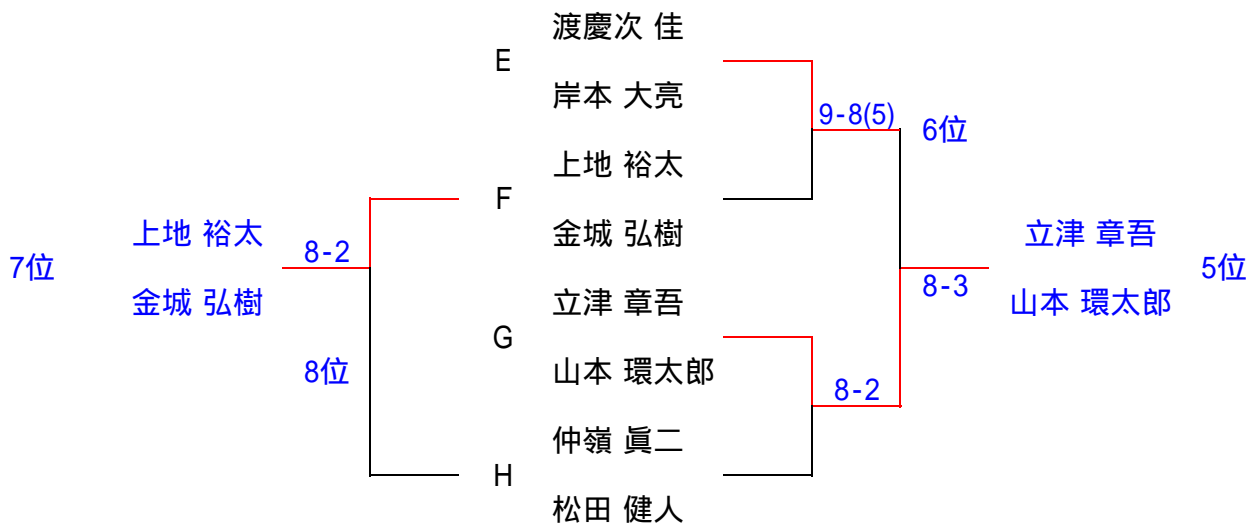 渡慶次 佳
E
岸本 大亮
9-8(5)
6位
上地 裕太
F
上地 裕太
8-2
金城 弘樹
立津 章吾
7位
5位
金城 弘樹
立津 章吾
8-3
山本 環太郎
G
8位
山本 環太郎
8-2
仲嶺 眞二
H
松田 健人